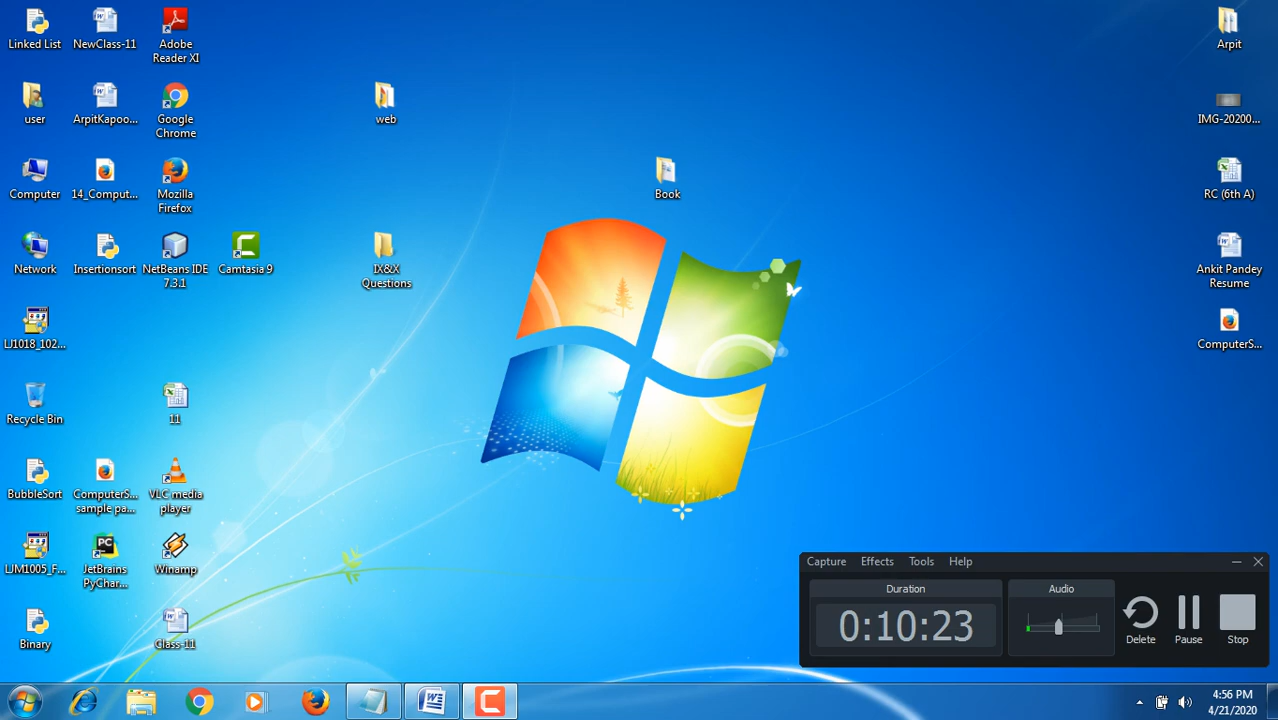 Linked List
NewClass-11
Adobe
Reader XI
Arpit
user
ArpitKapoo...
Google
Chrome
web
IMG-20200...
Computer
14_Comput...
Mozilla
Firefox
Book
RC (6th A)
Network
Insertionsort
NetBeans IDE
7.3.1
Camtasia 9
IX&X
Questions
Ankit Pandey
Resume
LJ1018_102...
ComputerS...
Recycle Bin
11
BubbleSort
ComputerS...
sample pa...
VLC media
player
LJM1005_F...
PC
JetBrains
PyChar...
Winamp
Binary
Class-11
Capture
Effects
Tools
Help
Duration
Audio
0:10:23
Delete
Pause
Stop
4:56 PM
4/21/2020